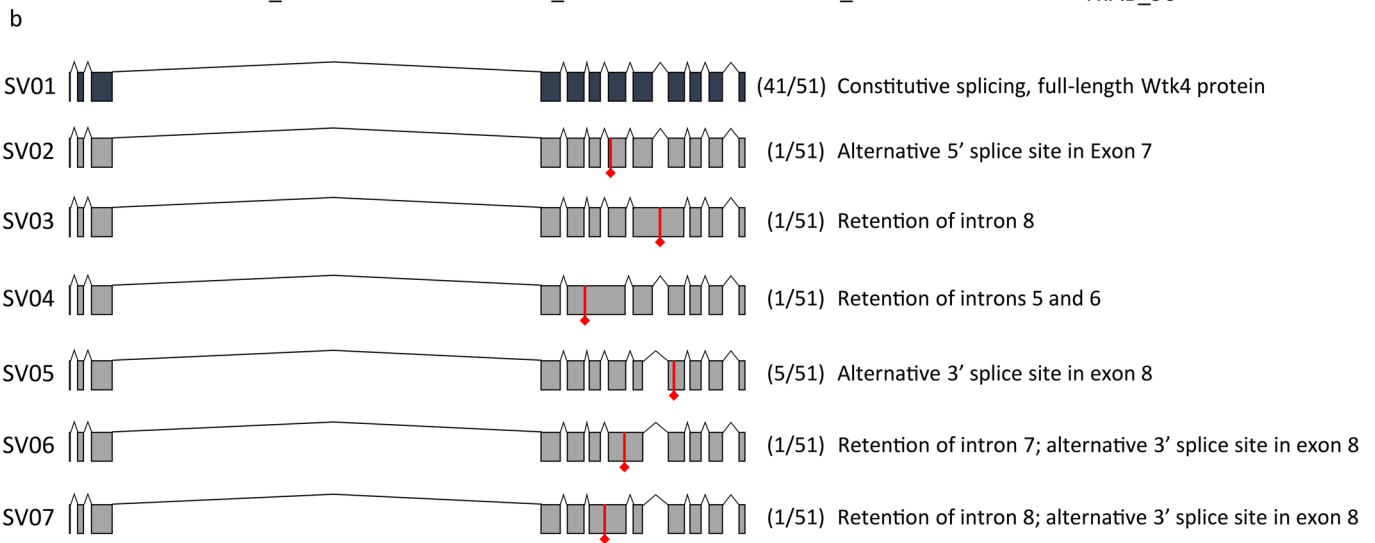 b
SV01 (41/51) Constitutive splicing, full-length Wtk4 protein
SV02 (1/51) Alternative 5’ splice site in Exon 7
SV03 (1/51) Retention of intron 8
SV04 (1/51) Retention of introns 5 and 6
SV05 (5/51) Alternative 3’ splice site in exon 8
SV06 (1/51) Retention of intron 7; alternative 3’ splice site in exon 8
SV07 (1/51) Retention of intron 8; alternative 3’ splice site in exon 8